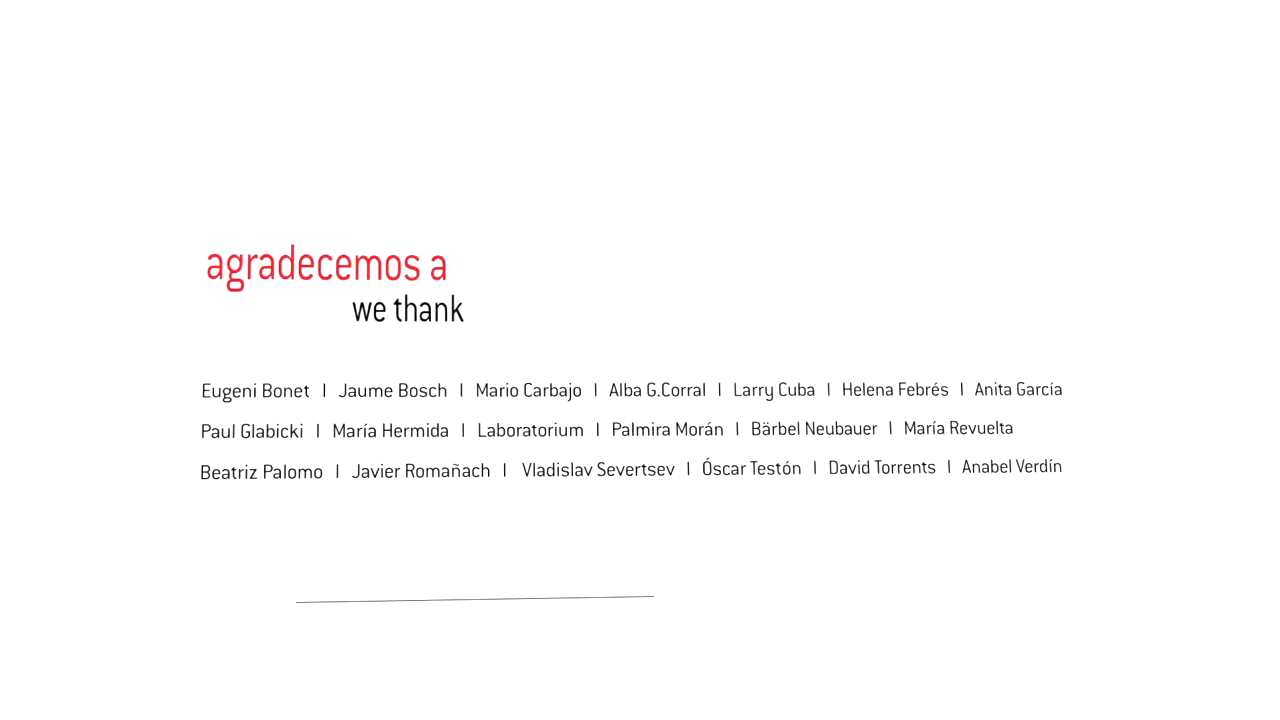 agradecemos a
we thank
Eugeni Bonet | Jaume Bosch | Mario Carbajo | Alba G.Corral | Larry Cuba | Helena Febrés | Anita García
Paul Glabicki | María Hermida | Laboratorium | Palmira Morán | Bärbel Neubauer | María Revuelta
Beatriz Palomo | Javier Romañach | Vladislav Severtsev | Óscar Testón | David Torrents | Anabel Verdín